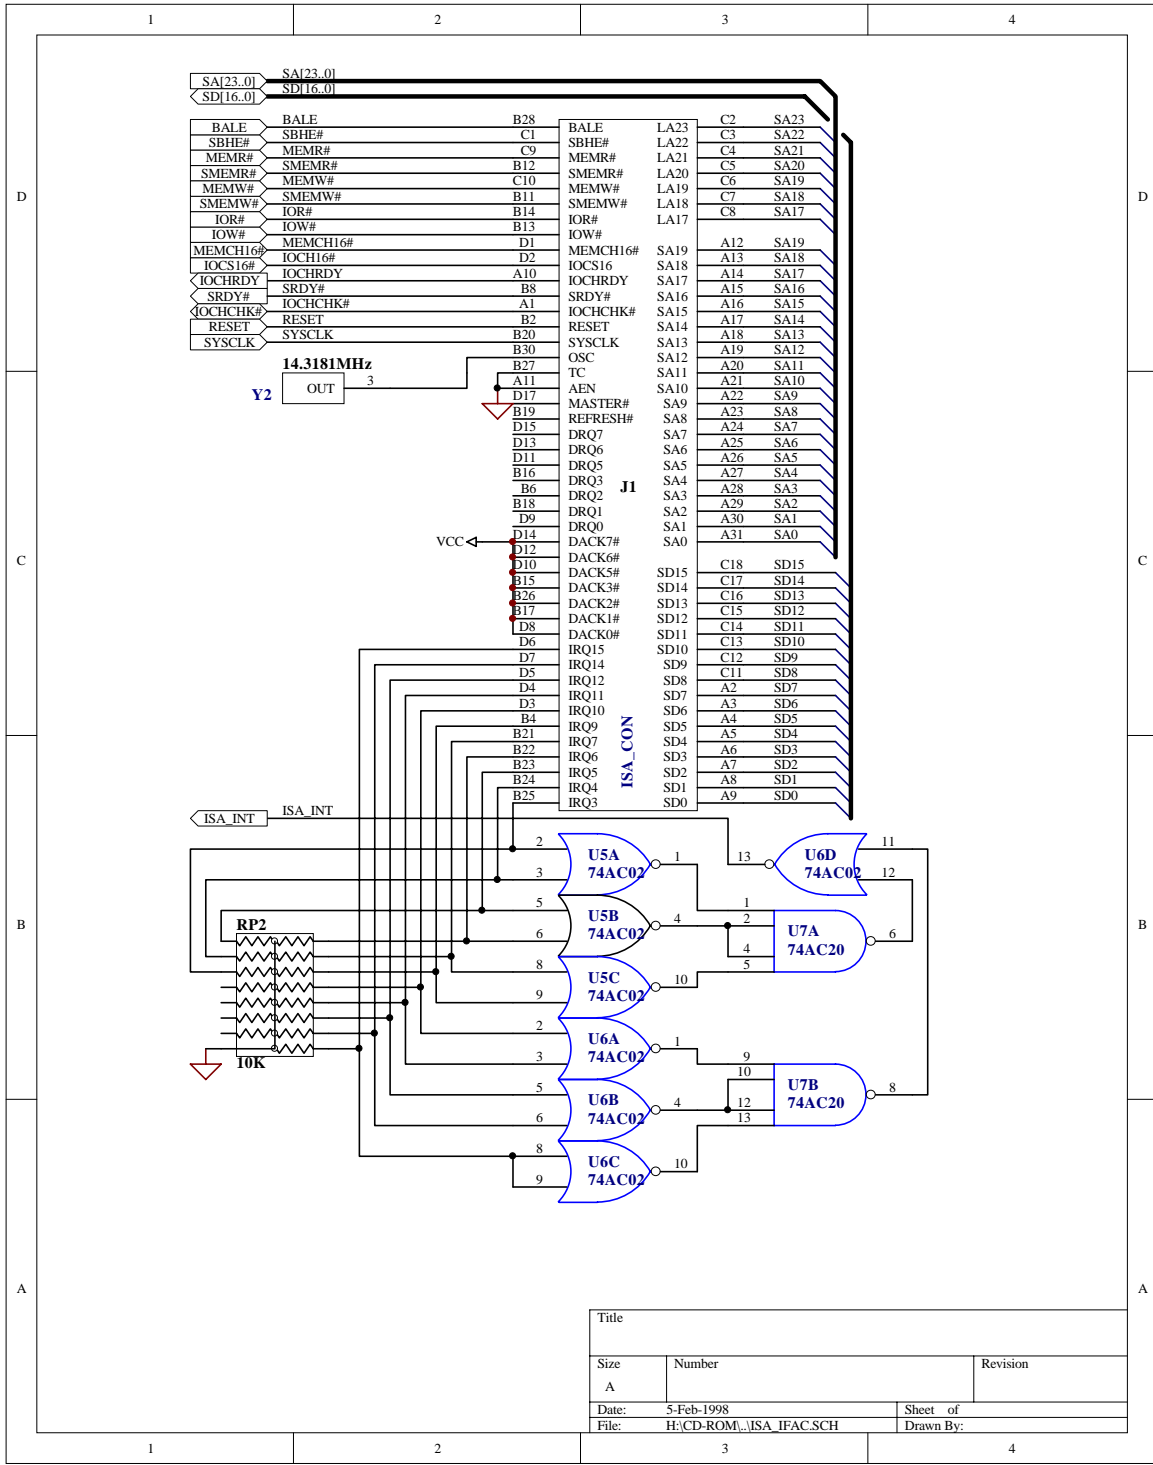 1 2 3 4
SA[23..0] SA[23..0]
SD[16..0] SD[16..0]
BALE BALE B28 BALE LA23 C2 SA23
SBHE# SBHE# C1 SBHE# LA22 C3 SA22
MEMR# MEMR# C9 MEMR# LA21 C4 SA21
SMEMR# SMEMR# B12 SMEMR# LA20 C5 SA20
MEMW# MEMW# C10 MEMW# LA19 C6 SA19
D D
SMEMW# SMEMW# B11 SMEMW# LA18 C7 SA18
IOR# IOR# B14 IOR# LA17 C8 SA17
IOW# IOW# B13 IOW#
MEMCH16# MEMCH16# D1 MEMCH16# SA19 A12 SA19
IOCS16# IOCH16# D2 IOCS16 SA18 A13 SA18
IOCHRDY IOCHRDY A10 IOCHRDY SA17 A14 SA17
SRDY# SRDY# B8 SRDY# SA16 A15 SA16
IOCHCHK# IOCHCHK# A1 IOCHCHK# SA15 A16 SA15
RESET RESET B2 RESET SA14 A17 SA14
SYSCLK SYSCLK B20 SYSCLK SA13 A18 SA13
B30 OSC SA12 A19 SA12
14.3181MHz
B27 TC SA11 A20 SA11
Y2 OUT 3 A11 AEN SA10 A21 SA10
D17 MASTER# SA9 A22 SA9
B19 REFRESH# SA8 A23 SA8
D15 DRQ7 SA7 A24 SA7
D13 DRQ6 SA6 A25 SA6
D11 DRQ5 SA5 A26 SA5
B16 DRQ3 SA4 A27 SA4
J1
B6 DRQ2 SA3 A28 SA3
B18 DRQ1 SA2 A29 SA2
D9 DRQ0 SA1 A30 SA1
VCC D14 DACK7# SA0 A31 SA0
D12 DACK6#
C C
D10 DACK5# SD15 C18 SD15
B15 DACK3# SD14 C17 SD14
B26 DACK2# SD13 C16 SD13
B17 DACK1# SD12 C15 SD12
D8 DACK0# SD11 C14 SD11
D6 IRQ15 SD10 C13 SD10
D7 IRQ14 SD9 C12 SD9
D5 IRQ12 SD8 C11 SD8
D4 IRQ11 SD7 A2 SD7
D3 IRQ10 SD6 A3 SD6
B4 IRQ9 SD5 A4 SD5
B21 IRQ7 SD4 A5 SD4
B22 IRQ6 SD3 A6 SD3
B23 IRQ5 SD2 A7 SD2
B24 IRQ4 SD1 A8 SD1
B25 IRQ3 SD0 A9 SD0
ISA_CON
ISA_INT ISA_INT
2 U5A 1 13 U6D 11
3 74AC02 74AC02 12
5 U5B 4 1 U7A 6
6 74AC02 2 74AC20
4
5
B B
RP2
8 U5C 10
9 74AC02
2 U6A 1
3 74AC02
10K
9 U7B 8
10 74AC20
12
13
5 U6B 4
6 74AC02
8 U6C 10
9 74AC02
A A
Title
Size Number Revision
A
Date: 5-Feb-1998 Sheet of
File: H:\CD-ROM\..\ISA_IFAC.SCH Drawn By:
1 2 3 4